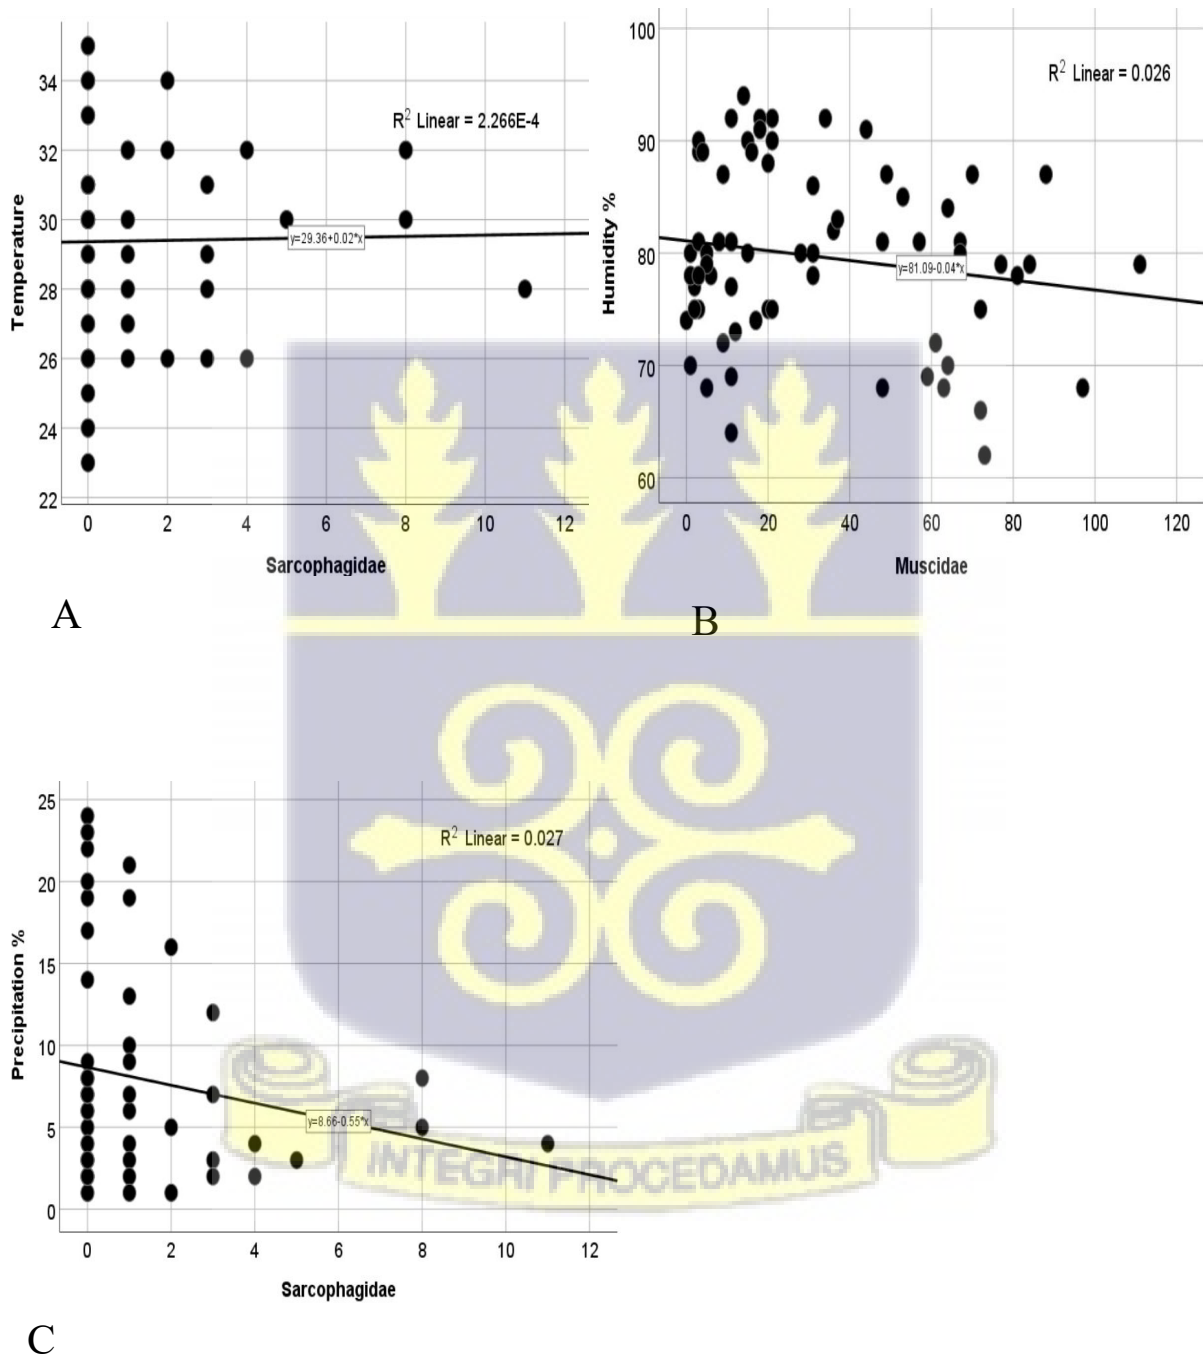 34
32
30
28
26
24
22
Temperature
R² Linear = 2.266E-4
y=29.36+0.02*x
0 2 4 6 8 10 12
Sarcophagidae
A
100
90
80
70
60
Humidity %
R² Linear = 0.026
y=81.09-0.04*x
0 20 40 60 80 100 120
Muscidae
B
25
20
15
10
5
0
Precipitation %
R² Linear = 0.027
y=8.66-0.55*x
0 2 4 6 8 10 12
Sarcophagidae
C
INTEGRI PROCEDAMUS